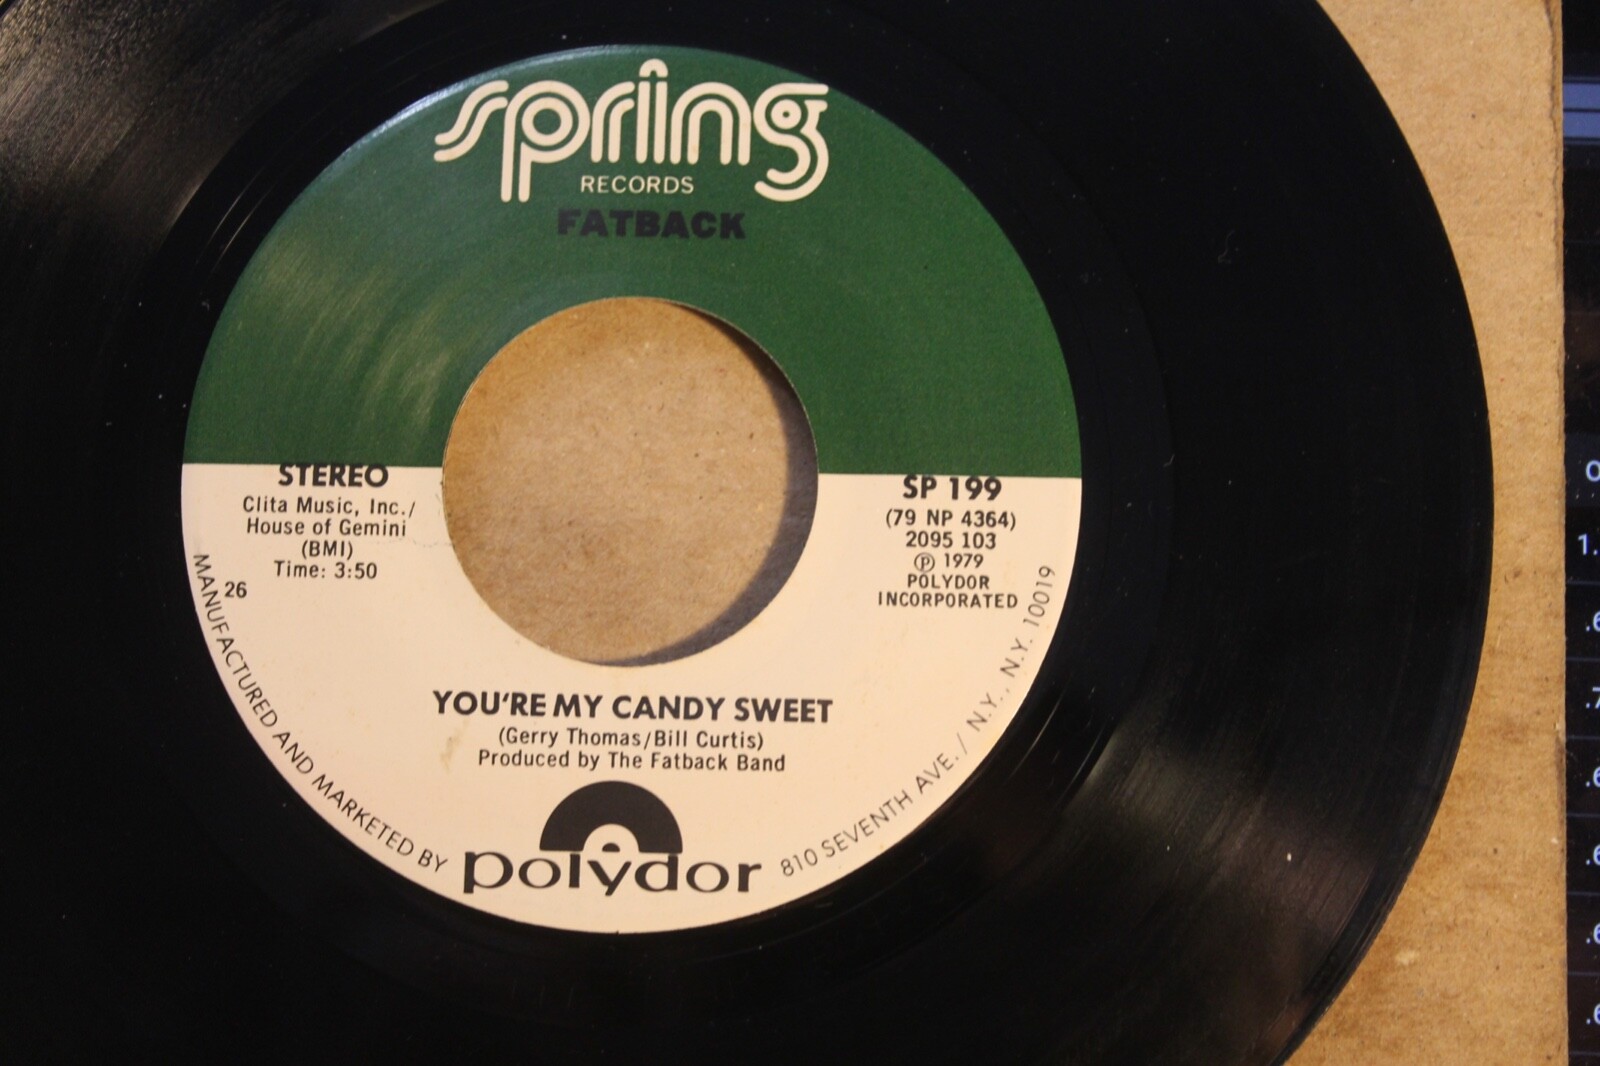 spring
RECORDS
FATBACK
STEREO
Clita Music, Inc./
House of Gemini
(BMI)
Time: 3:50
26
SP 199
(79 NP 4364)
2095 103
Ⓟ 1979
POLYDOR
INCORPORATED
YOU'RE MY CANDY SWEET
(Gerry Thomas/Bill Curtis)
Produced by The Fatback Band
MANUFACTURED AND MARKETED BY
polydor
810 SEVENTH AVE. / N.Y., N.Y. 10019